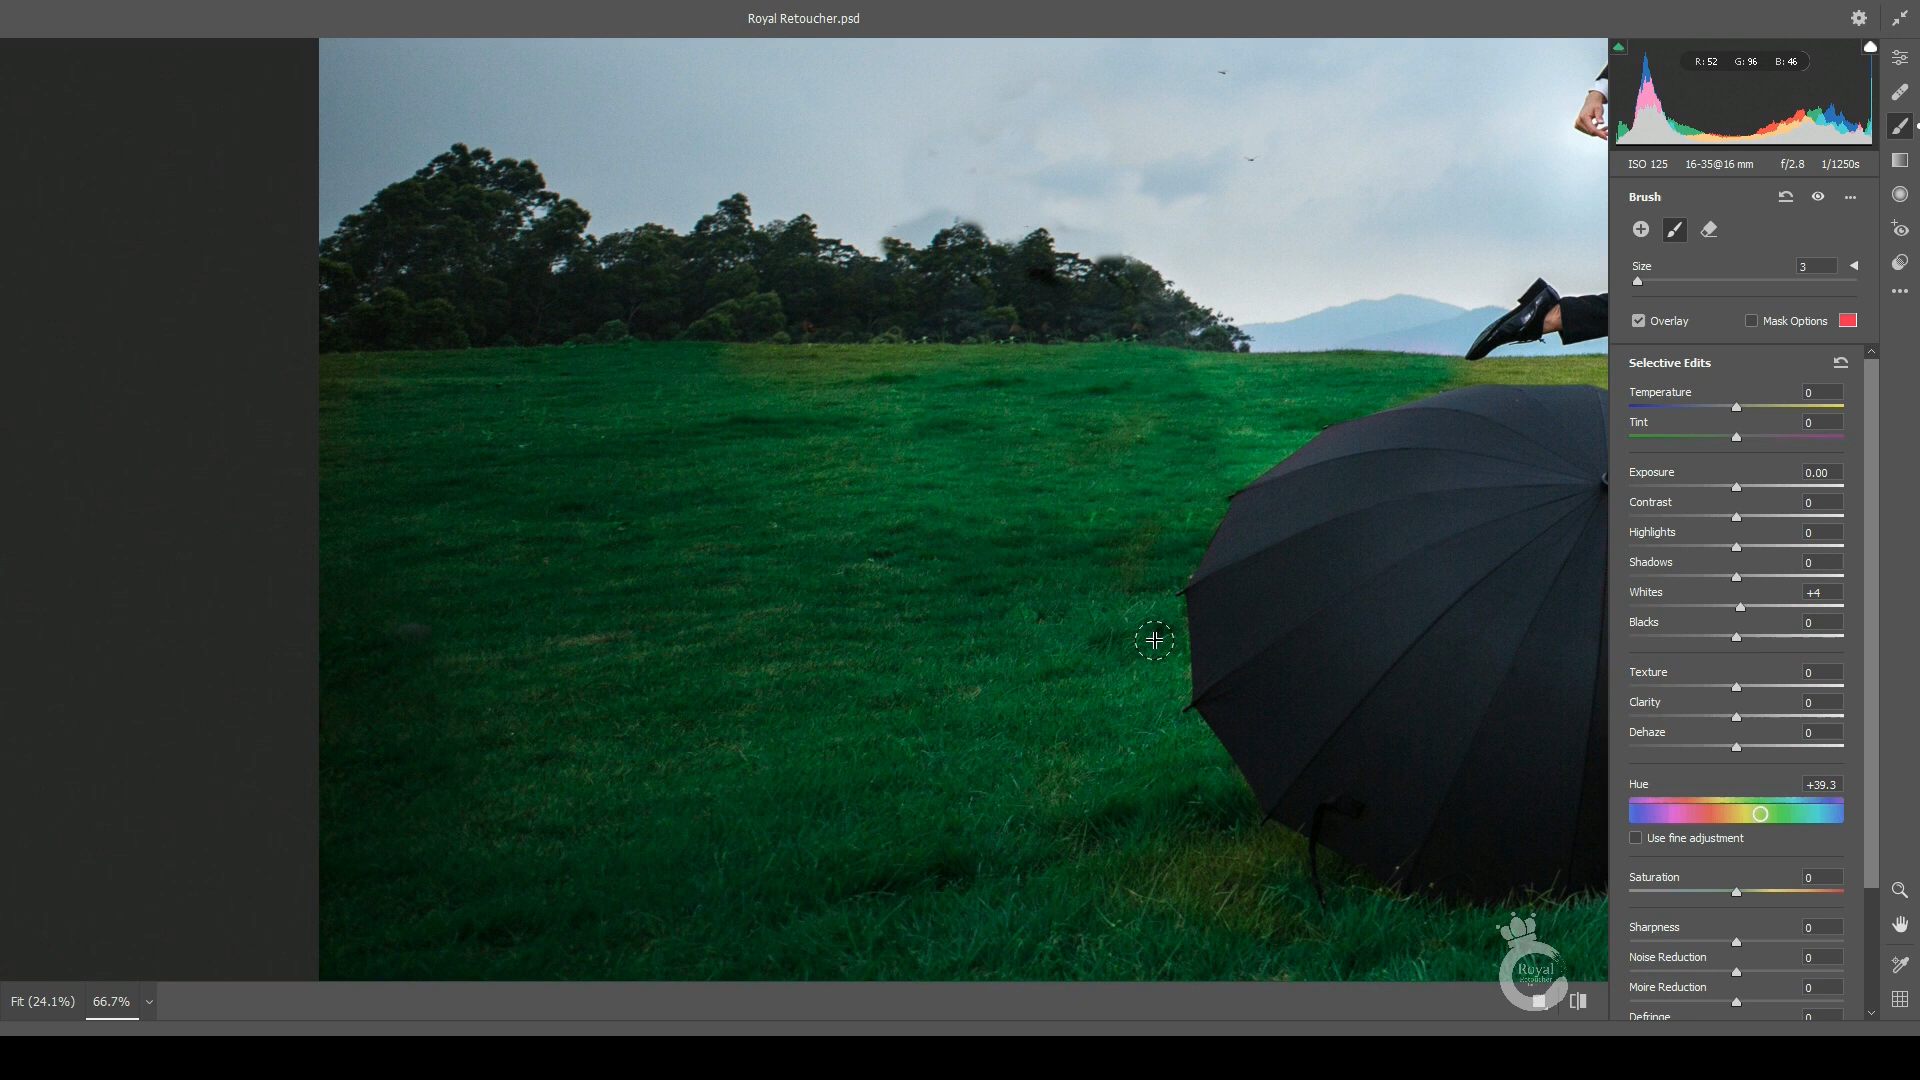 Royal Retoucher.psd
R: 52 G: 96 B: 46
ISO 125 16-35@16 mm f/2.8 1/1250s
Brush
Size 3
Overlay Mask Options
Selective Edits
Temperature 0
Tint 0
Exposure 0.00
Contrast 0
Highlights 0
Shadows 0
Whites +4
Blacks 0
Texture 0
Clarity 0
Dehaze 0
Hue +39.3
Use fine adjustment
Saturation 0
Sharpness 0
Noise Reduction 0
Moire Reduction 0
Defringe 0
Royal
Retoucher
Fit (24.1%) 66.7%